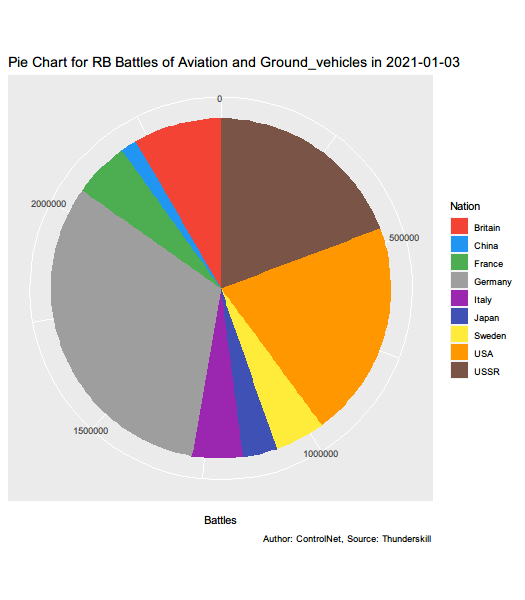 Pie Chart for RB Battles of Aviation and Ground_vehicles in 2021-01-03
0
500000
1000000
1500000
2000000
Nation
Britain
China
France
Germany
Italy
Japan
Sweden
USA
USSR
Battles
Author: ControlNet, Source: Thunderskill